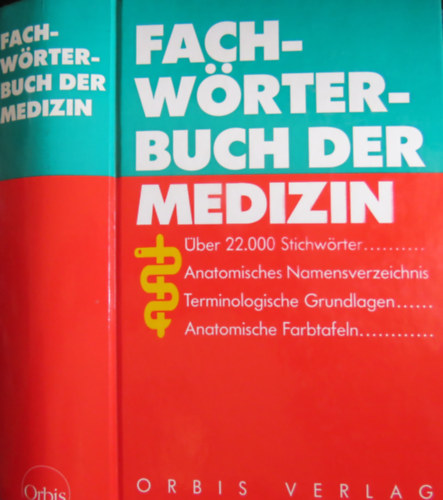 FACH-
WÖRTER-
BUCH DER
MEDIZIN
Orbis
FACH-
WÖRTER-
BUCH DER
MEDIZIN
Über 22.000 Stichwörter..........
Anatomisches Namensverzeichnis
Terminologische Grundlagen......
Anatomische Farbtafeln............
ORBIS VERLAG